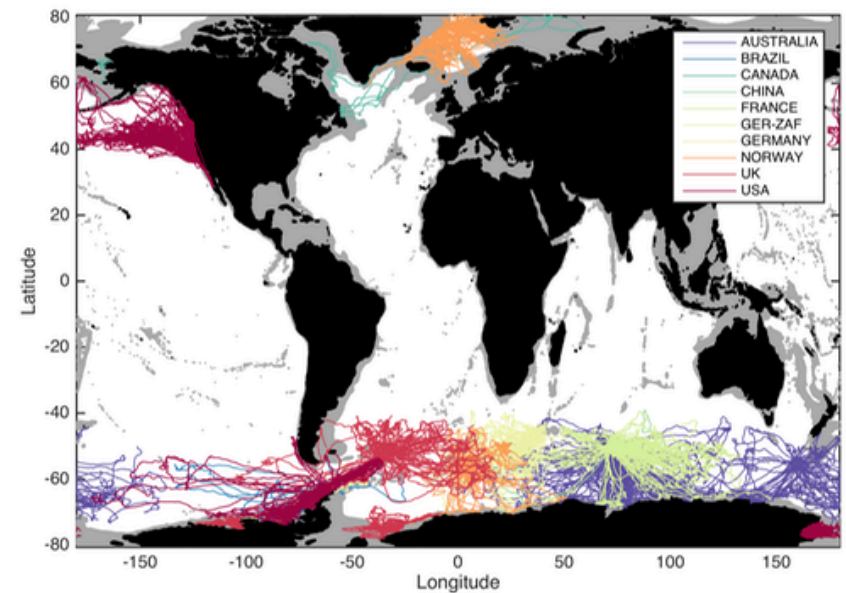 80
60
40
20
0
-20
-40
-60
-80
Latitude
-150
-100
-50
0
50
100
150
Longitude
AUSTRALIA
BRAZIL
CANADA
CHINA
FRANCE
GER-ZAF
GERMANY
NORWAY
UK
USA